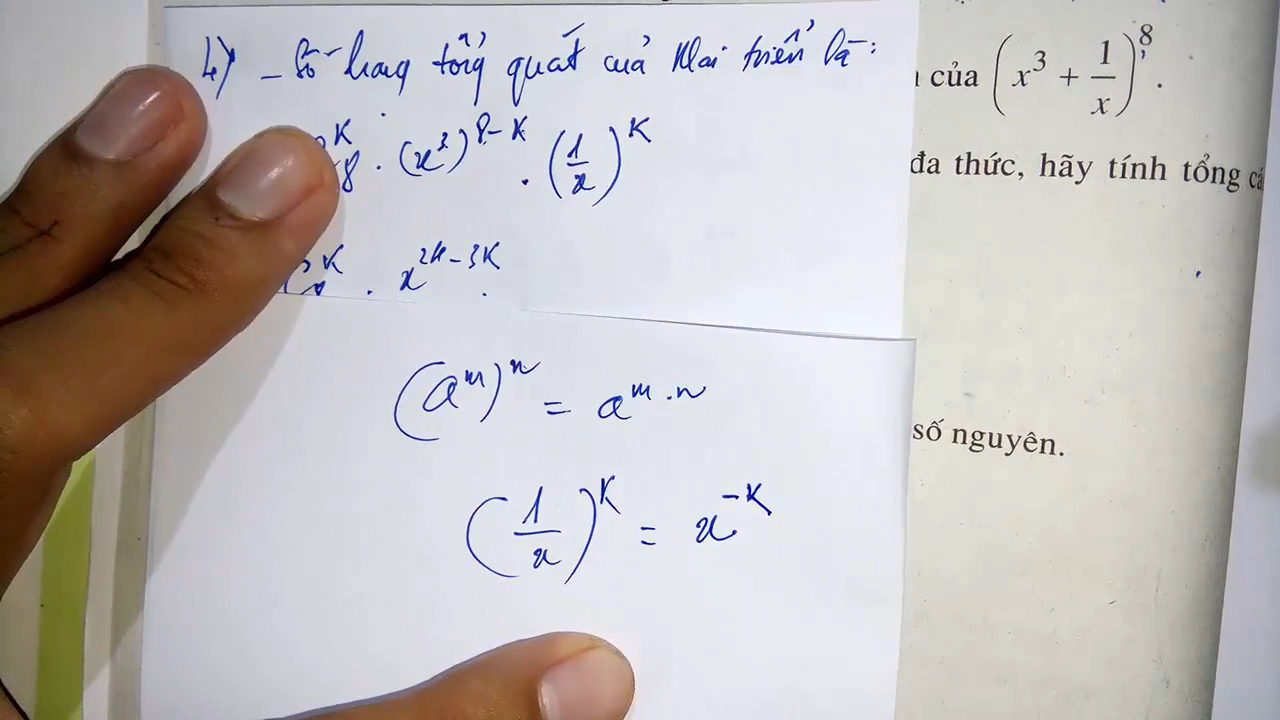 4) - Số hạng tổng quát của khai triển là:
của (x³ + 1/x)⁸.
K 8 . (x³)^8-K . (1/x)^K
đa thức, hãy tính tổng
K . x^24-3K
(a^m)^n = a^m.n
số nguyên.
(1/x)^K = x^-K